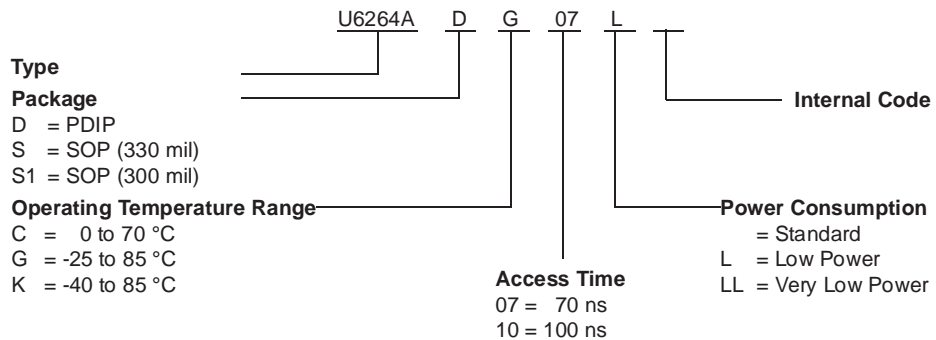 U6264A D G 07 L
Type
Package
D = PDIP
S = SOP (330 mil)
S1 = SOP (300 mil)
Internal Code
Operating Temperature Range
C = 0 to 70 °C
G = -25 to 85 °C
K = -40 to 85 °C
Access Time
07 = 70 ns
10 = 100 ns
Power Consumption
= Standard
L = Low Power
LL = Very Low Power